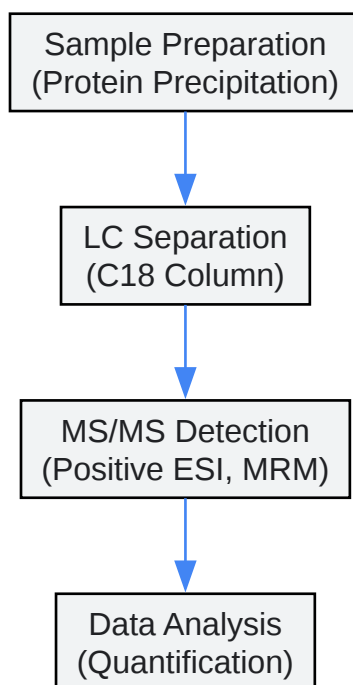 Sample Preparation
(Protein Precipitation)
LC Separation
(C18 Column)
MS/MS Detection
(Positive ESI, MRM)
Data Analysis
(Quantification)